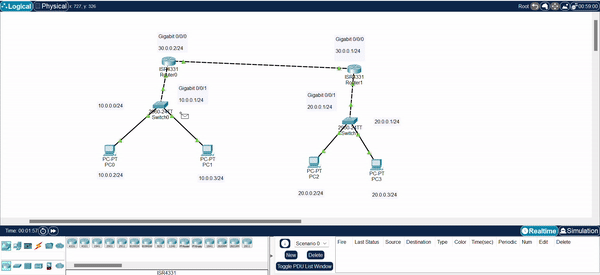 Logical Physical x: 727 y: 326 Root 00:59:00
Gigabit 0/0/0
30.0.0.2/24
ISR4331
Router0
Gigabit 0/0/0
30.0.0.1/24
ISR4331
Router1
Gigabit 0/0/1
10.0.0.1/24
10.0.0.0/24
2960-24TT
Switch0
Gigabit 0/0/1
20.0.0.1/24
20.0.0.1/24
2960-24TT
PC-PT
PC0
10.0.0.2/24
PC-PT
PC1
10.0.0.3/24
PC-PT
PC2
20.0.0.2/24
PC-PT
PC3
20.0.0.3/24
Time: 00:01:57
Realtime Simulation
Scenario 0
New Delete
Toggle PDU List Window
Fire Last Status Source Destination Type Color Time(sec) Periodic Num Edit Delete
ISR4331